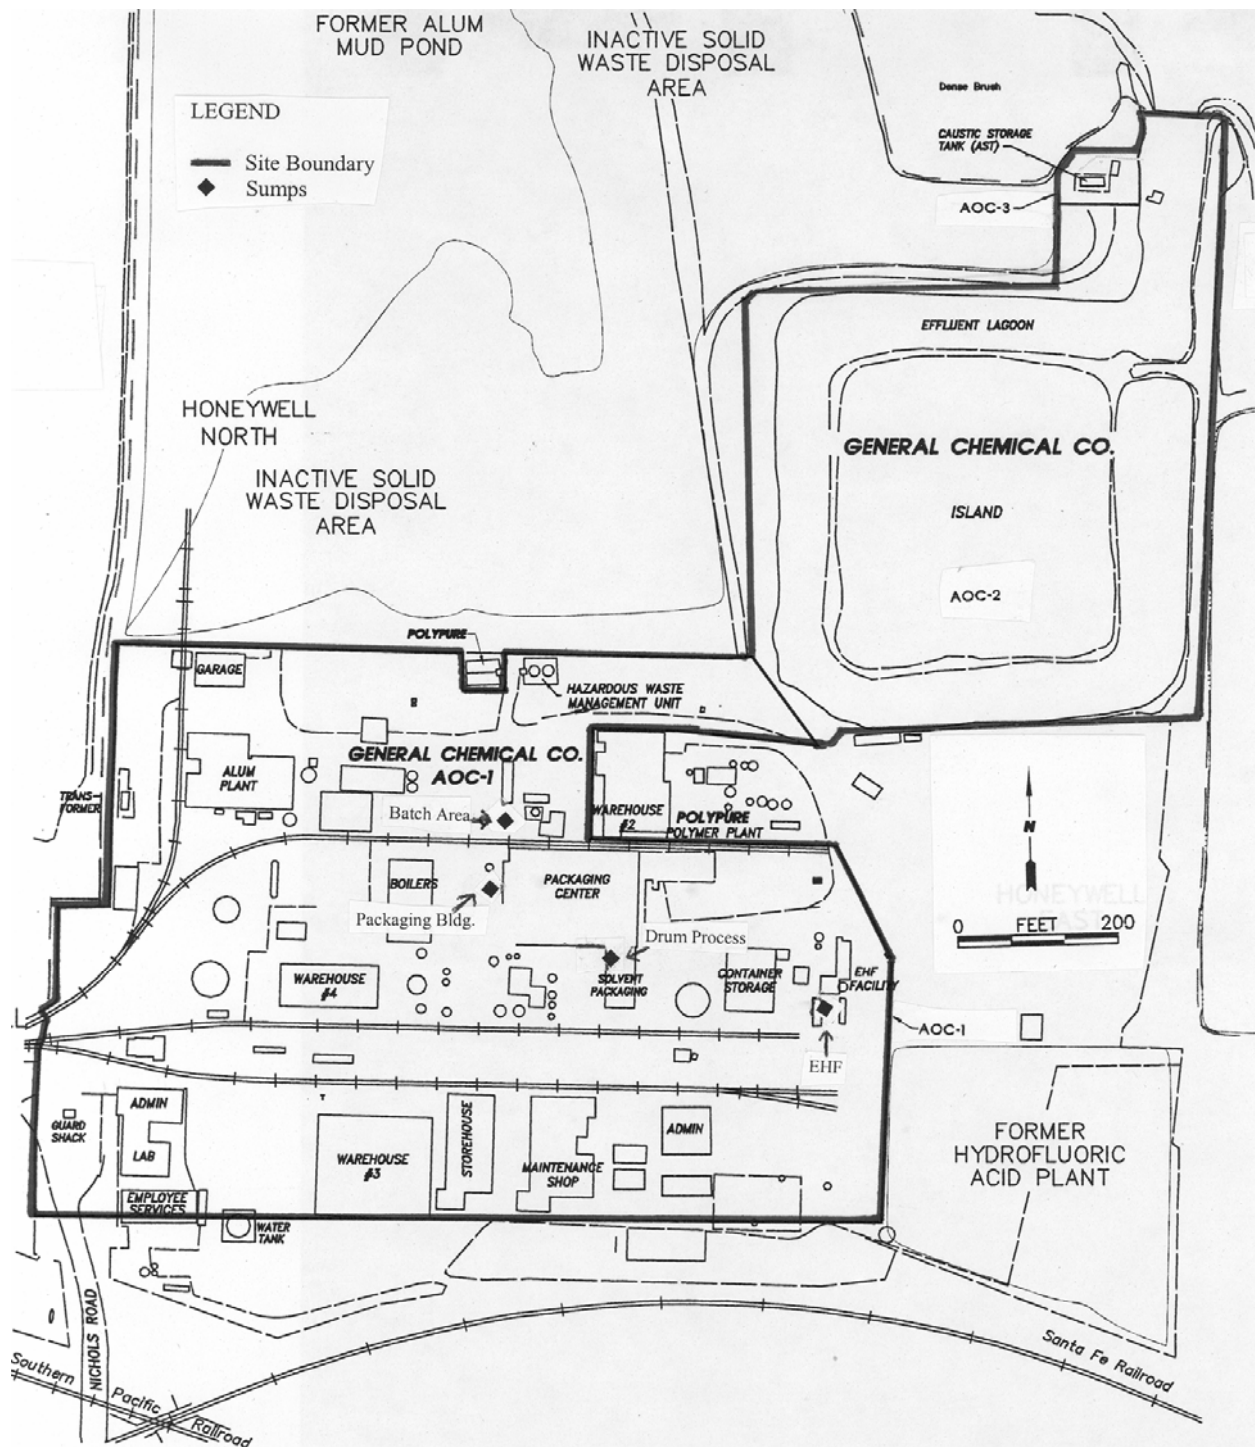 FORMER ALUM
MUD POND
INACTIVE SOLID
WASTE DISPOSAL
AREA
LEGEND
Site Boundary
Sumps
Dense Brush
CAUSTIC STORAGE
TANK (AST)
AOC-3
EFFLUENT LAGOON
HONEYWELL
NORTH
GENERAL CHEMICAL CO.
INACTIVE SOLID
WASTE DISPOSAL
AREA
ISLAND
AOC-2
POLYPURE
GARAGE
HAZARDOUS WASTE
MANAGEMENT UNIT
GENERAL CHEMICAL CO.
AOC-1
ALUM
PLANT
TRANS-
FORMER
Batch Area
WAREHOUSE
#2
POLYPURE
POLYMER PLANT
N
BOILERS
PACKAGING
CENTER
HONEYWELL
EAST
0 FEET 200
Packaging Bldg.
Drum Process
WAREHOUSE
#4
SOLVENT
PACKAGING
CONTAINER
STORAGE
EHF
FACILITY
AOC-1
EHF
ADMIN
GUARD
SHACK
LAB
STOREHOUSE
ADMIN
WAREHOUSE
#3
MAINTENANCE
SHOP
FORMER
HYDROFLUORIC
ACID PLANT
EMPLOYEE
SERVICES
WATER
TANK
NICHOLS ROAD
Southern Pacific Railroad
Santa Fe Railroad